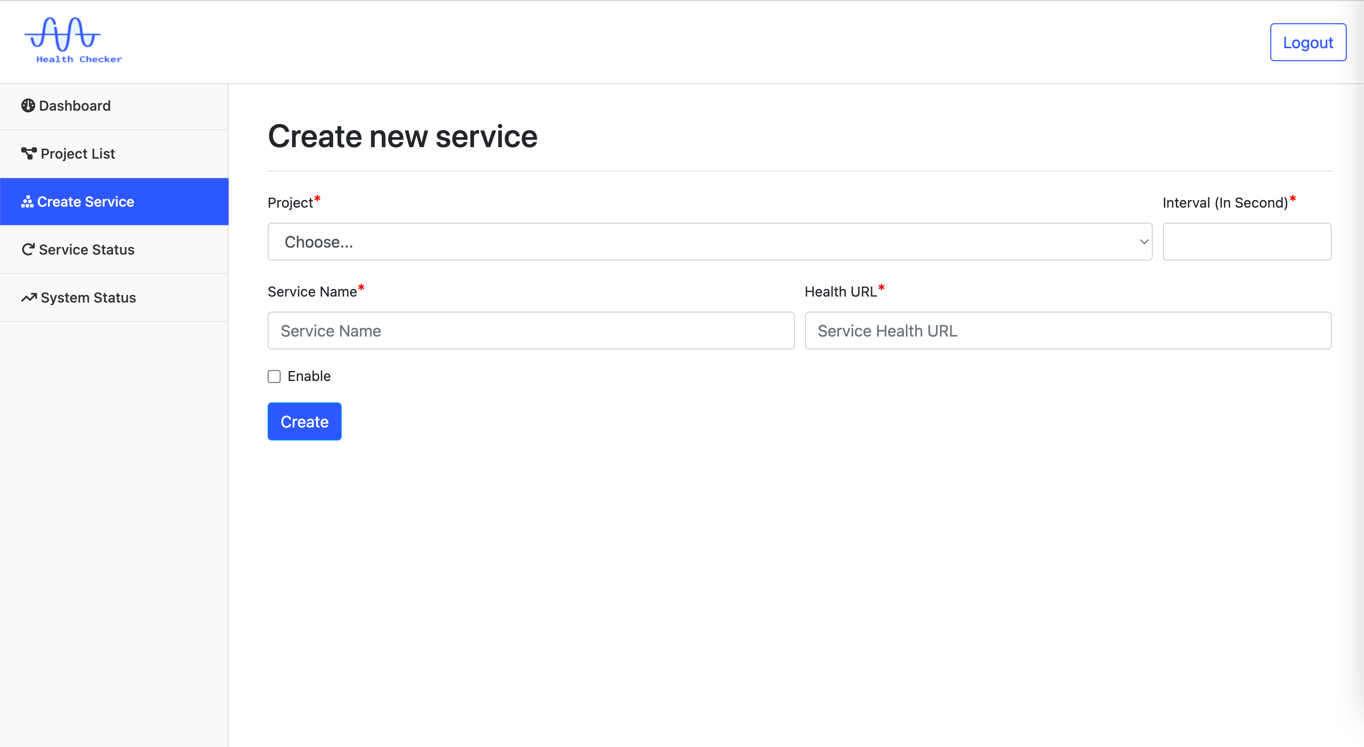 Health Checker
Logout
Dashboard
Project List
Create Service
Service Status
System Status
Create new service
Project*
Interval (In Second)*
Choose...
Service Name*
Health URL*
Service Name
Service Health URL
Enable
Create